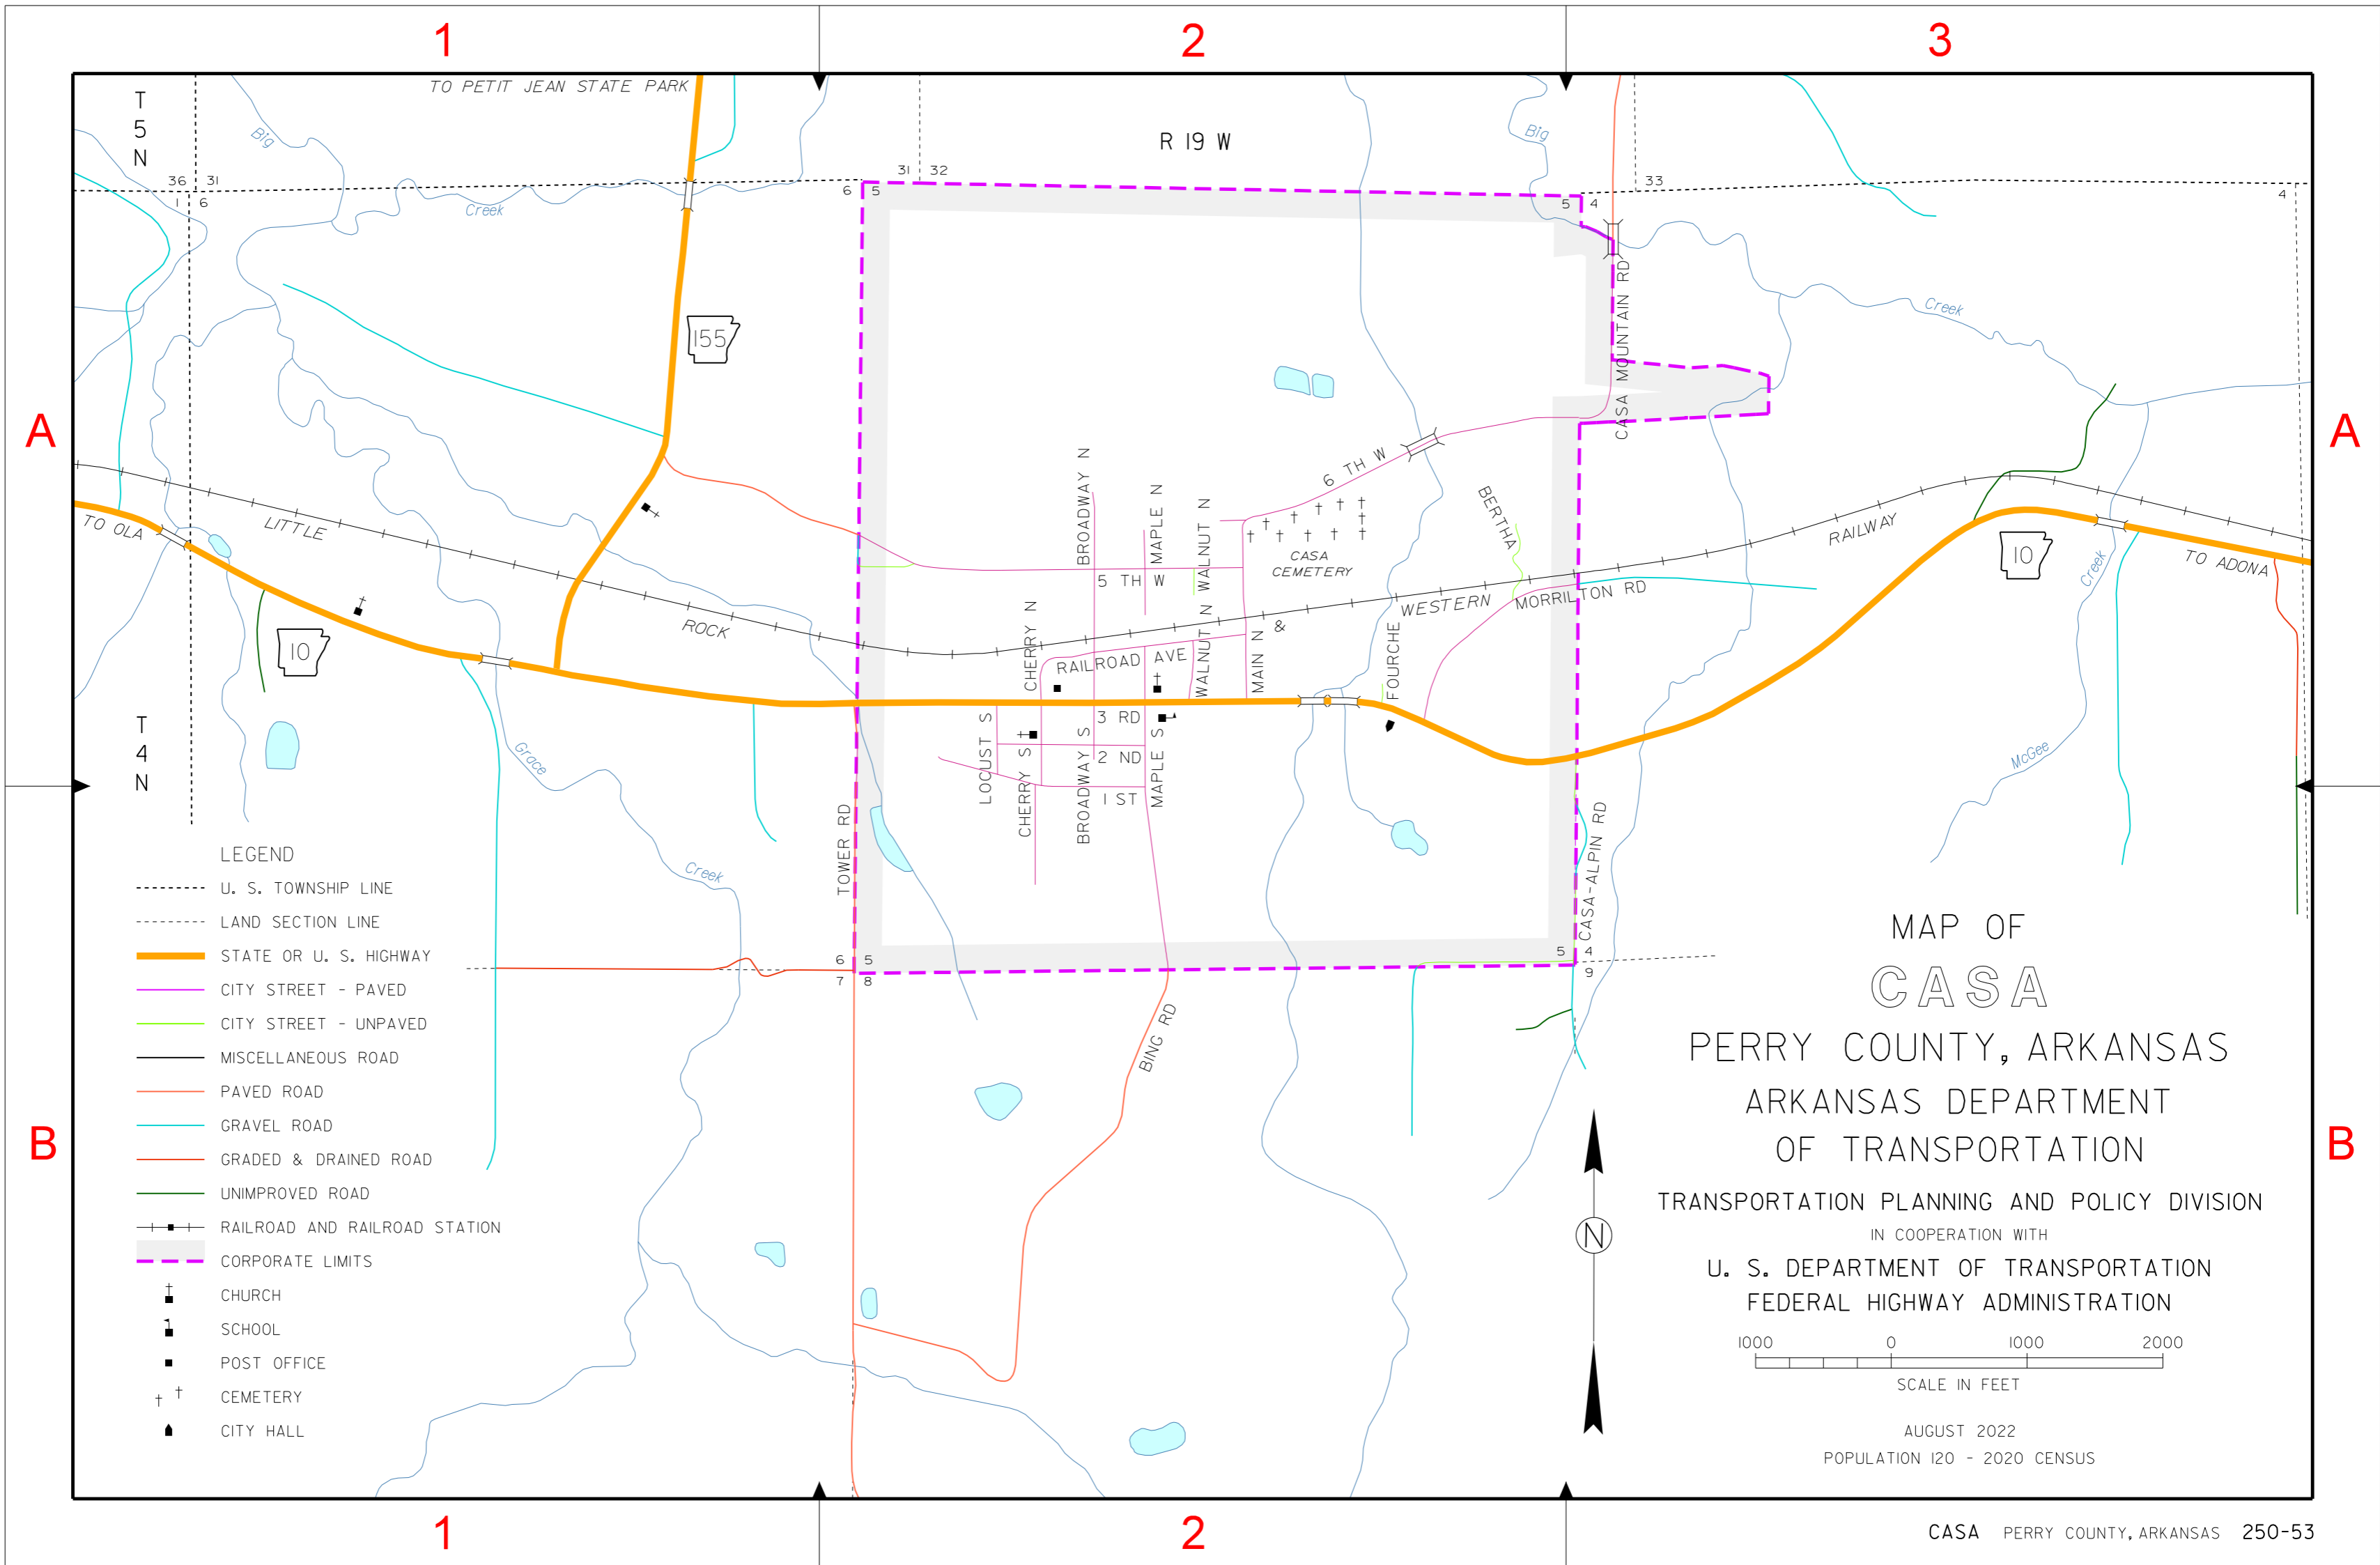 1
2
3
TO PETIT JEAN STATE PARK
T
5
N
R 19 W
Big
Big
36 31
31 32
33
1 6
6 5
5 4
4
Creek
Creek
155
CASA MOUNTAIN RD
A
A
TO OLA
LITTLE
ROCK
&
WESTERN
RAILWAY
BROADWAY N
MAPLE N
WALNUT N
6 TH W
BERTHA
CASA
CEMETERY
5 TH W
10
TO ADONA
Creek
MORRILTON RD
CHERRY N
RAILROAD AVE
WALNUT N
MAIN N
FOURCHE
10
T
4
N
Grace
LOCUST S
CHERRY S
BROADWAY S
3 RD
2 ND
1 ST
MAPLE S
McGee
TOWER RD
Creek
CASA-ALPIN RD
6 5
7 8
5 4
9
BING RD
LEGEND
U. S. TOWNSHIP LINE
LAND SECTION LINE
STATE OR U. S. HIGHWAY
CITY STREET - PAVED
CITY STREET - UNPAVED
MISCELLANEOUS ROAD
PAVED ROAD
GRAVEL ROAD
GRADED & DRAINED ROAD
UNIMPROVED ROAD
RAILROAD AND RAILROAD STATION
CORPORATE LIMITS
CHURCH
SCHOOL
POST OFFICE
CEMETERY
CITY HALL
B
B
N
MAP OF
CASA
PERRY COUNTY, ARKANSAS
ARKANSAS DEPARTMENT
OF TRANSPORTATION
TRANSPORTATION PLANNING AND POLICY DIVISION
IN COOPERATION WITH
U. S. DEPARTMENT OF TRANSPORTATION
FEDERAL HIGHWAY ADMINISTRATION
1000 0 1000 2000
SCALE IN FEET
AUGUST 2022
POPULATION 120 - 2020 CENSUS
1
2
CASA PERRY COUNTY, ARKANSAS 250-53